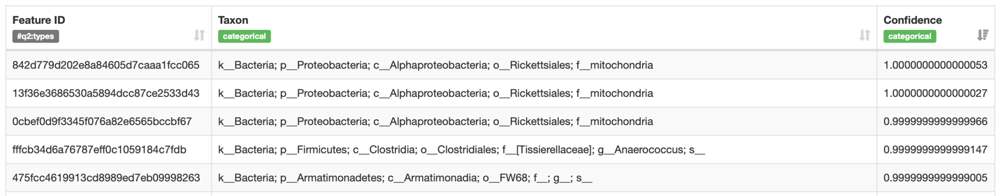 Feature ID Taxon Confidence
#q2:types categorical categorical
842d779d202e8a84605d7caaa1fcc065 k__Bacteria; p__Proteobacteria; c__Alphaproteobacteria; o__Rickettsiales; f__mitochondria 1.0000000000000053
13f36e3686530a5894dcc87ce2533d43 k__Bacteria; p__Proteobacteria; c__Alphaproteobacteria; o__Rickettsiales; f__mitochondria 1.0000000000000027
0cbef0d9f3345f076a82e6565bccbf67 k__Bacteria; p__Proteobacteria; c__Alphaproteobacteria; o__Rickettsiales; f__mitochondria 0.9999999999999966
fffcb34d6a76787eff0c1059184c7fdb k__Bacteria; p__Firmicutes; c__Clostridia; o__Clostridiales; f__[Tissierellaceae]; g__Anaerococcus; s__ 0.9999999999999147
475fcc4619913cd8989ed7eb09998263 k__Bacteria; p__Armatimonadetes; c__Armatimonadia; o__FW68; f__; g__; s__ 0.9999999999999005